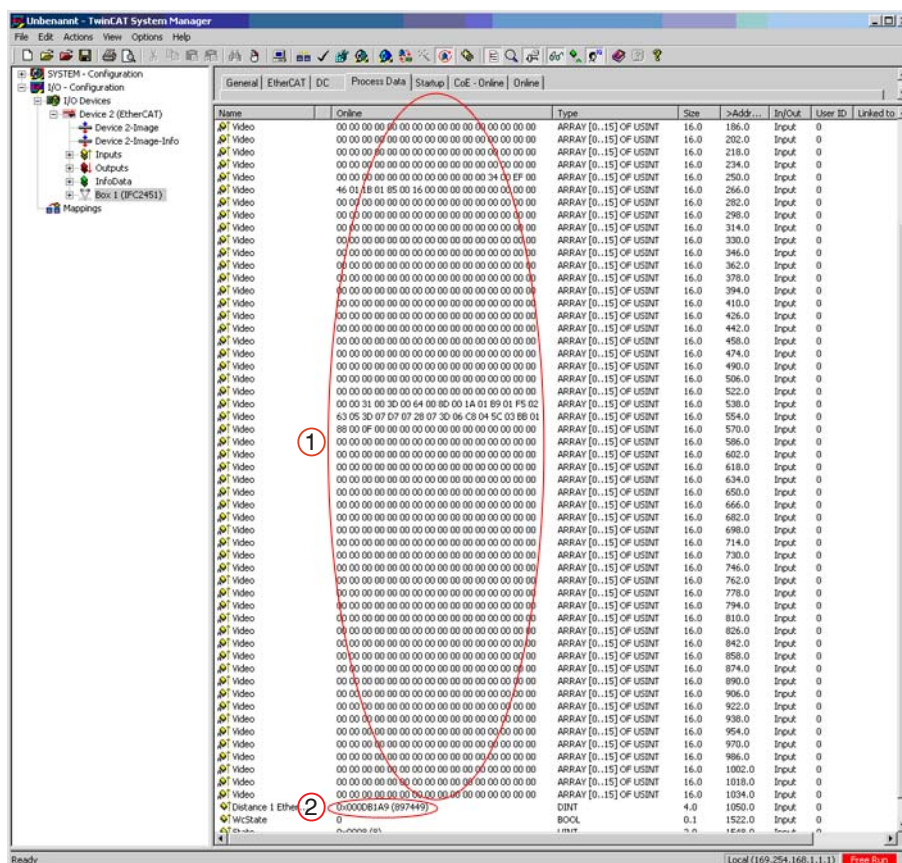 Unbenannt - TwinCAT System Manager
File Edit Actions View Options Help
SYSTEM - Configuration
I/O - Configuration
I/O Devices
Device 2 (EtherCAT)
Device 2-Image
Device 2-Image-Info
Inputs
Outputs
InfoData
Box 1 (IFC2451)
Mappings
General EtherCAT DC Process Data Startup CoE - Online Online
Name Online Type Size >Addr... In/Out User ID Linked to
Video 00 00 00 00 00 00 00 00 00 00 00 00 00 00 00 00 ARRAY [0..15] OF USINT 16.0 186.0 Input 0
Video 00 00 00 00 00 00 00 00 00 00 00 00 00 00 00 00 ARRAY [0..15] OF USINT 16.0 202.0 Input 0
Video 00 00 00 00 00 00 00 00 00 00 00 00 00 00 00 00 ARRAY [0..15] OF USINT 16.0 218.0 Input 0
Video 00 00 00 00 00 00 00 00 00 00 00 00 00 00 00 00 ARRAY [0..15] OF USINT 16.0 234.0 Input 0
Video 00 00 00 00 00 00 00 00 00 00 00 00 34 EF 00 ARRAY [0..15] OF USINT 16.0 250.0 Input 0
Video 46 01 1B 01 85 00 16 00 00 00 00 00 00 00 00 00 ARRAY [0..15] OF USINT 16.0 266.0 Input 0
Video 00 00 00 00 00 00 00 00 00 00 00 00 00 00 00 00 ARRAY [0..15] OF USINT 16.0 282.0 Input 0
Video 00 00 00 00 00 00 00 00 00 00 00 00 00 00 00 00 ARRAY [0..15] OF USINT 16.0 298.0 Input 0
Video 00 00 00 00 00 00 00 00 00 00 00 00 00 00 00 00 ARRAY [0..15] OF USINT 16.0 314.0 Input 0
Video 00 00 00 00 00 00 00 00 00 00 00 00 00 00 00 00 ARRAY [0..15] OF USINT 16.0 330.0 Input 0
Video 00 00 00 00 00 00 00 00 00 00 00 00 00 00 00 00 ARRAY [0..15] OF USINT 16.0 346.0 Input 0
Video 00 00 00 00 00 00 00 00 00 00 00 00 00 00 00 00 ARRAY [0..15] OF USINT 16.0 362.0 Input 0
Video 00 00 00 00 00 00 00 00 00 00 00 00 00 00 00 00 ARRAY [0..15] OF USINT 16.0 378.0 Input 0
Video 00 00 00 00 00 00 00 00 00 00 00 00 00 00 00 00 ARRAY [0..15] OF USINT 16.0 394.0 Input 0
Video 00 00 00 00 00 00 00 00 00 00 00 00 00 00 00 00 ARRAY [0..15] OF USINT 16.0 410.0 Input 0
Video 00 00 00 00 00 00 00 00 00 00 00 00 00 00 00 00 ARRAY [0..15] OF USINT 16.0 426.0 Input 0
Video 00 00 00 00 00 00 00 00 00 00 00 00 00 00 00 00 ARRAY [0..15] OF USINT 16.0 442.0 Input 0
Video 00 00 00 00 00 00 00 00 00 00 00 00 00 00 00 00 ARRAY [0..15] OF USINT 16.0 458.0 Input 0
Video 00 00 00 00 00 00 00 00 00 00 00 00 00 00 00 00 ARRAY [0..15] OF USINT 16.0 474.0 Input 0
Video 00 00 00 00 00 00 00 00 00 00 00 00 00 00 00 00 ARRAY [0..15] OF USINT 16.0 490.0 Input 0
Video 00 00 00 00 00 00 00 00 00 00 00 00 00 00 00 00 ARRAY [0..15] OF USINT 16.0 506.0 Input 0
Video 00 00 00 00 00 00 00 00 00 00 00 00 00 00 00 00 ARRAY [0..15] OF USINT 16.0 522.0 Input 0
Video 00 00 31 00 3D 00 64 00 8D 00 1A 01 B9 01 F5 02 ARRAY [0..15] OF USINT 16.0 538.0 Input 0
Video 63 05 3D 07 D7 07 28 07 3D 06 C8 04 5C 03 BB 01 ARRAY [0..15] OF USINT 16.0 554.0 Input 0
Video 88 00 0F 00 00 00 00 00 00 00 00 00 00 00 00 00 ARRAY [0..15] OF USINT 16.0 570.0 Input 0
① Video 00 00 00 00 00 00 00 00 00 00 00 00 00 00 00 00 ARRAY [0..15] OF USINT 16.0 586.0 Input 0
Video 00 00 00 00 00 00 00 00 00 00 00 00 00 00 00 00 ARRAY [0..15] OF USINT 16.0 602.0 Input 0
Video 00 00 00 00 00 00 00 00 00 00 00 00 00 00 00 00 ARRAY [0..15] OF USINT 16.0 618.0 Input 0
Video 00 00 00 00 00 00 00 00 00 00 00 00 00 00 00 00 ARRAY [0..15] OF USINT 16.0 634.0 Input 0
Video 00 00 00 00 00 00 00 00 00 00 00 00 00 00 00 00 ARRAY [0..15] OF USINT 16.0 650.0 Input 0
Video 00 00 00 00 00 00 00 00 00 00 00 00 00 00 00 00 ARRAY [0..15] OF USINT 16.0 666.0 Input 0
Video 00 00 00 00 00 00 00 00 00 00 00 00 00 00 00 00 ARRAY [0..15] OF USINT 16.0 682.0 Input 0
Video 00 00 00 00 00 00 00 00 00 00 00 00 00 00 00 00 ARRAY [0..15] OF USINT 16.0 698.0 Input 0
Video 00 00 00 00 00 00 00 00 00 00 00 00 00 00 00 00 ARRAY [0..15] OF USINT 16.0 714.0 Input 0
Video 00 00 00 00 00 00 00 00 00 00 00 00 00 00 00 00 ARRAY [0..15] OF USINT 16.0 730.0 Input 0
Video 00 00 00 00 00 00 00 00 00 00 00 00 00 00 00 00 ARRAY [0..15] OF USINT 16.0 746.0 Input 0
Video 00 00 00 00 00 00 00 00 00 00 00 00 00 00 00 00 ARRAY [0..15] OF USINT 16.0 762.0 Input 0
Video 00 00 00 00 00 00 00 00 00 00 00 00 00 00 00 00 ARRAY [0..15] OF USINT 16.0 778.0 Input 0
Video 00 00 00 00 00 00 00 00 00 00 00 00 00 00 00 00 ARRAY [0..15] OF USINT 16.0 794.0 Input 0
Video 00 00 00 00 00 00 00 00 00 00 00 00 00 00 00 00 ARRAY [0..15] OF USINT 16.0 810.0 Input 0
Video 00 00 00 00 00 00 00 00 00 00 00 00 00 00 00 00 ARRAY [0..15] OF USINT 16.0 826.0 Input 0
Video 00 00 00 00 00 00 00 00 00 00 00 00 00 00 00 00 ARRAY [0..15] OF USINT 16.0 842.0 Input 0
Video 00 00 00 00 00 00 00 00 00 00 00 00 00 00 00 00 ARRAY [0..15] OF USINT 16.0 858.0 Input 0
Video 00 00 00 00 00 00 00 00 00 00 00 00 00 00 00 00 ARRAY [0..15] OF USINT 16.0 874.0 Input 0
Video 00 00 00 00 00 00 00 00 00 00 00 00 00 00 00 00 ARRAY [0..15] OF USINT 16.0 890.0 Input 0
Video 00 00 00 00 00 00 00 00 00 00 00 00 00 00 00 00 ARRAY [0..15] OF USINT 16.0 906.0 Input 0
Video 00 00 00 00 00 00 00 00 00 00 00 00 00 00 00 00 ARRAY [0..15] OF USINT 16.0 922.0 Input 0
Video 00 00 00 00 00 00 00 00 00 00 00 00 00 00 00 00 ARRAY [0..15] OF USINT 16.0 938.0 Input 0
Video 00 00 00 00 00 00 00 00 00 00 00 00 00 00 00 00 ARRAY [0..15] OF USINT 16.0 954.0 Input 0
Video 00 00 00 00 00 00 00 00 00 00 00 00 00 00 00 00 ARRAY [0..15] OF USINT 16.0 970.0 Input 0
Video 00 00 00 00 00 00 00 00 00 00 00 00 00 00 00 00 ARRAY [0..15] OF USINT 16.0 986.0 Input 0
Video 00 00 00 00 00 00 00 00 00 00 00 00 00 00 00 00 ARRAY [0..15] OF USINT 16.0 1002.0 Input 0
Video 00 00 00 00 00 00 00 00 00 00 00 00 00 00 00 00 ARRAY [0..15] OF USINT 16.0 1018.0 Input 0
Video 00 00 00 00 00 00 00 00 00 00 00 00 00 00 00 00 ARRAY [0..15] OF USINT 16.0 1034.0 Input 0
Distance 1 Ether... ② 0x000DB1A9 (897449) DINT 4.0 1050.0 Input 0
WcState 0 BOOL 0.1 1522.0 Input 0
State 0x0008 (8) UINT 2.0 1548.0 Input 0
Ready Local (169.254.168.1.1.1) Free Run